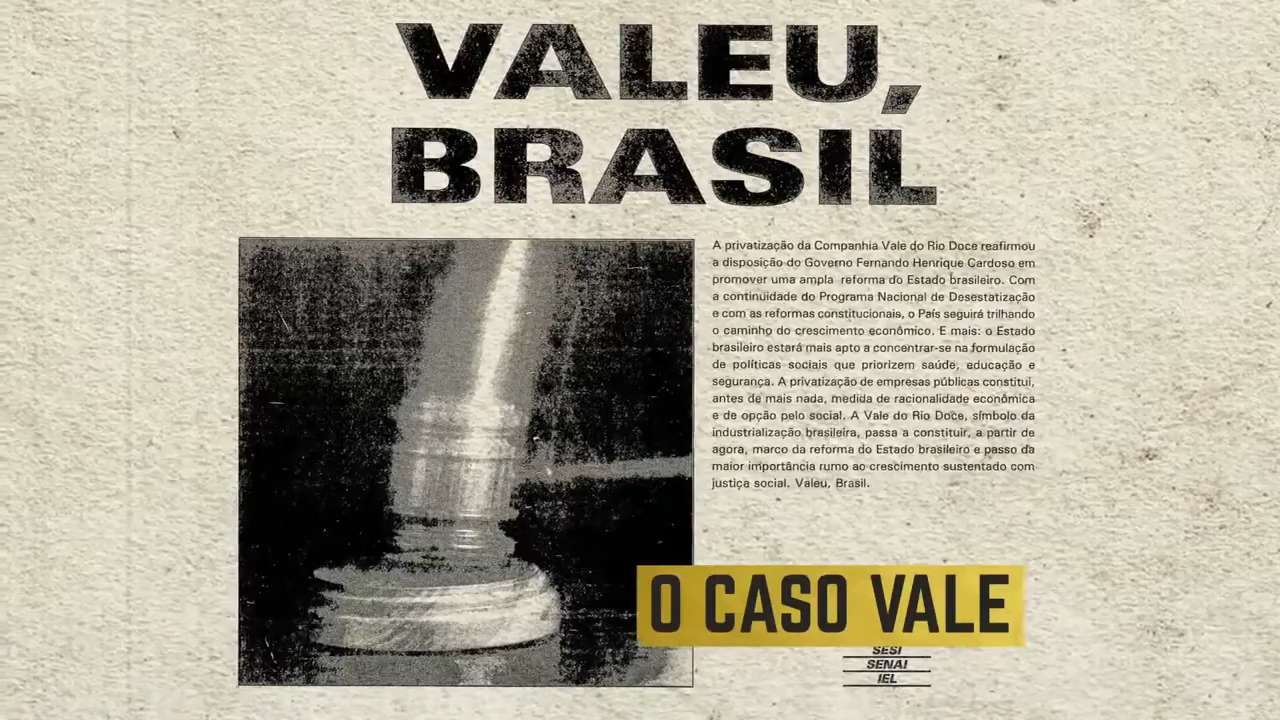 VALEU,
BRASIL
A privatização da Companhia Vale do Rio Doce reafirmou
a disposição do Governo Fernando Henrique Cardoso em
promover uma ampla reforma do Estado brasileiro. Com
a continuidade do Programa Nacional de Desestatização
e com as reformas constitucionais, o País seguirá trilhando
o caminho do crescimento econômico. E mais: o Estado
brasileiro estará mais apto a concentrar-se na formulação
de políticas sociais que priorizem saúde, educação e
segurança. A privatização de empresas públicas constitui,
antes de mais nada, medida de racionalidade econômica
e de opção pelo social. A Vale do Rio Doce, símbolo da
industrialização brasileira, passa a constituir, a partir de
agora, marco da reforma do Estado brasileiro e passo da
maior importância rumo ao crescimento sustentado com
justiça social. Valeu, Brasil.
O CASO VALE
SESI
SENAI
IEL